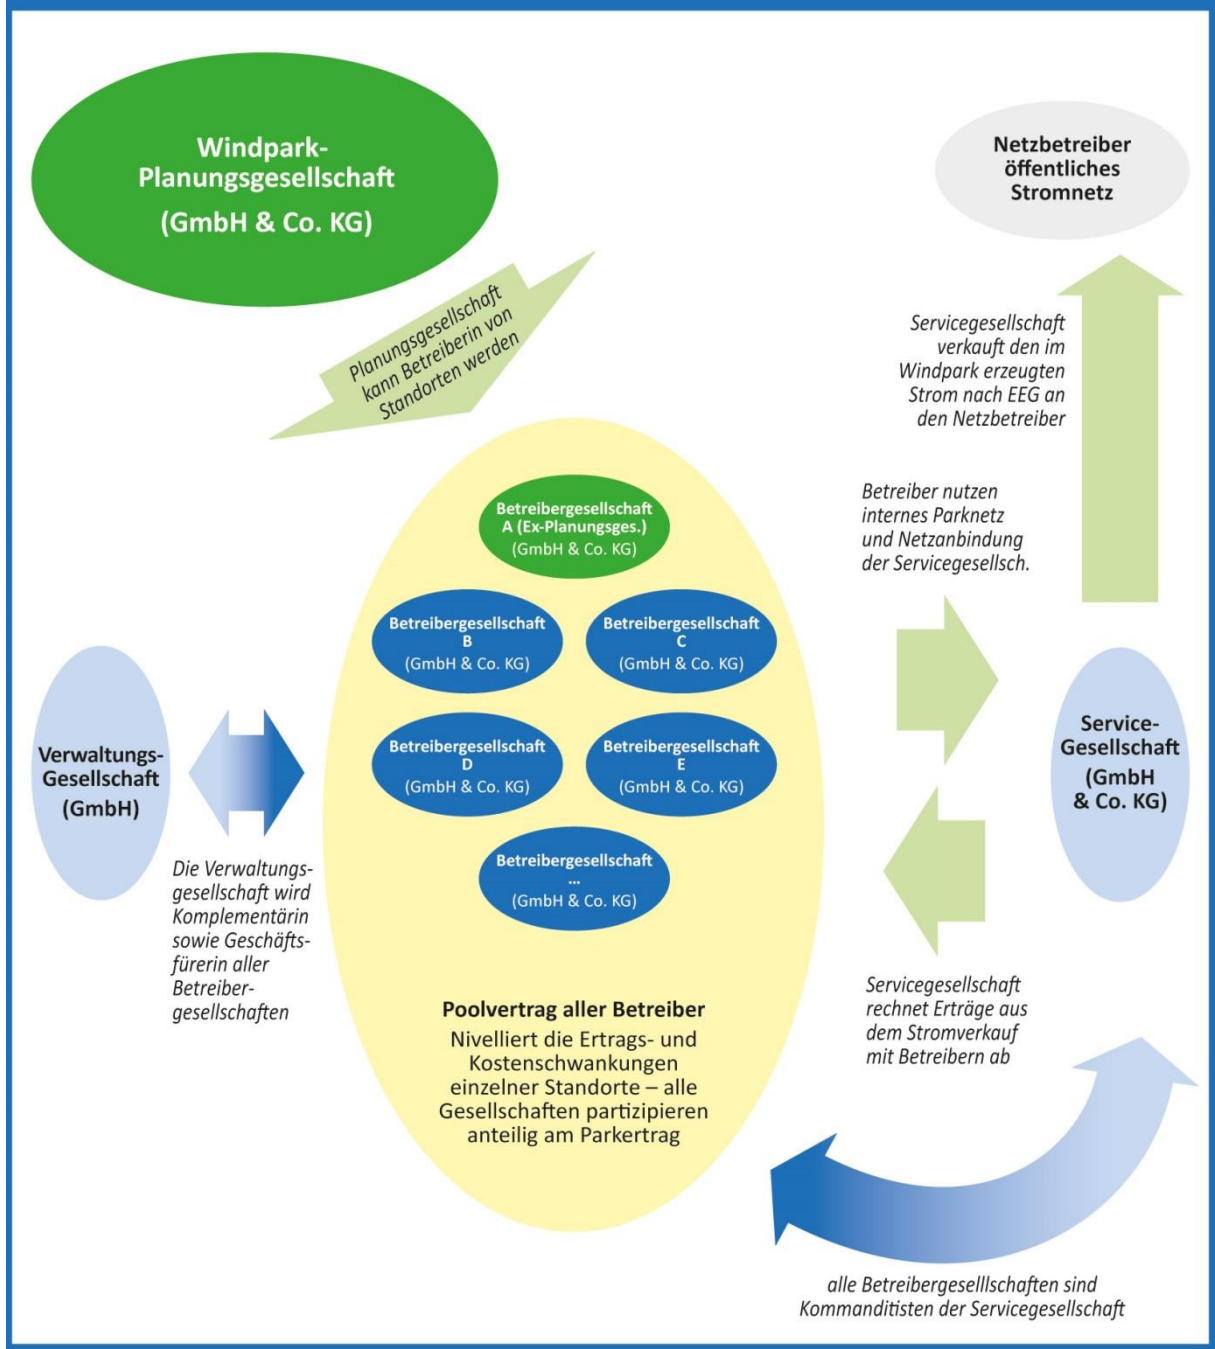 Windpark-
Planungsgesellschaft
(GmbH & Co. KG)
Netzbetreiber
öffentliches
Stromnetz
Planungsgesellschaft
kann Betreiberin von
Standorten werden
Servicegesellschaft
verkauft den im
Windpark erzeugten
Strom nach EEG an
den Netzbetreiber
Betreiber nutzen
internes Parknetz
und Netzanbindung
der Servicegesellsch.
Betreibergesellschaft
A (Ex-Planungsges.)
(GmbH & Co. KG)
Betreibergesellschaft
B
(GmbH & Co. KG)
Betreibergesellschaft
C
(GmbH & Co. KG)
Betreibergesellschaft
D
(GmbH & Co. KG)
Betreibergesellschaft
E
(GmbH & Co. KG)
Betreibergesellschaft
...
(GmbH & Co. KG)
Verwaltungs-
Gesellschaft
(GmbH)
Service-
Gesellschaft
(GmbH
& Co. KG)
Die Verwaltungs-
gesellschaft wird
Komplementärin
sowie Geschäfts-
fürerin aller
Betreiber-
gesellschaften
Poolvertrag aller Betreiber
Nivelliert die Ertrags- und
Kostenschwankungen
einzelner Standorte – alle
Gesellschaften partizipieren
anteilig am Parkertrag
Servicegesellschaft
rechnet Erträge aus
dem Stromverkauf
mit Betreibern ab
alle Betreibergeselllschaften sind
Kommanditisten der Servicegesellschaft